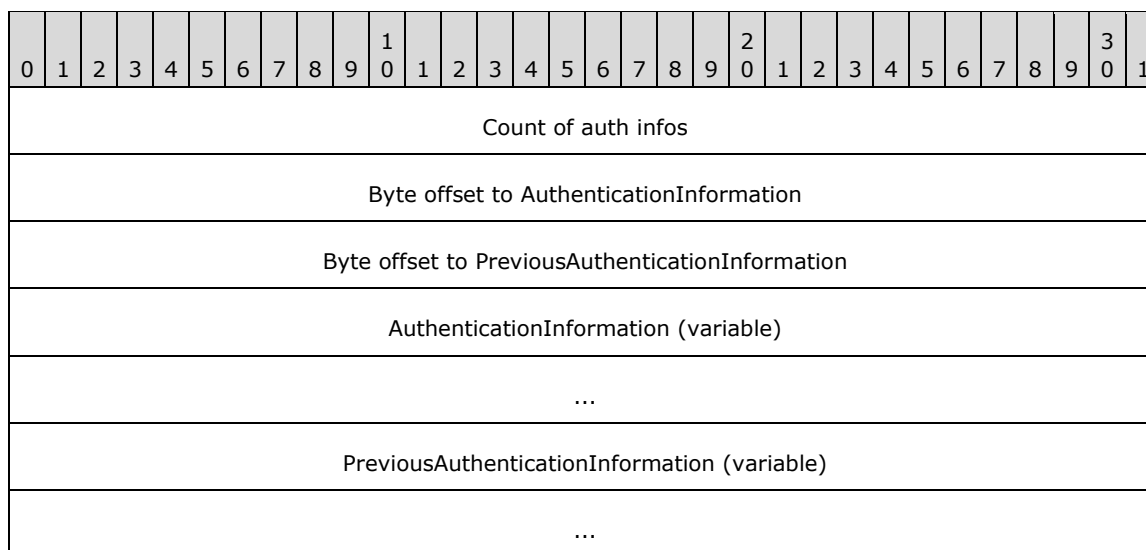 1 2 3
0 1 2 3 4 5 6 7 8 9 0 1 2 3 4 5 6 7 8 9 0 1 2 3 4 5 6 7 8 9 0 1
Count of auth infos
Byte offset to AuthenticationInformation
Byte offset to PreviousAuthenticationInformation
AuthenticationInformation (variable)
...
PreviousAuthenticationInformation (variable)
...